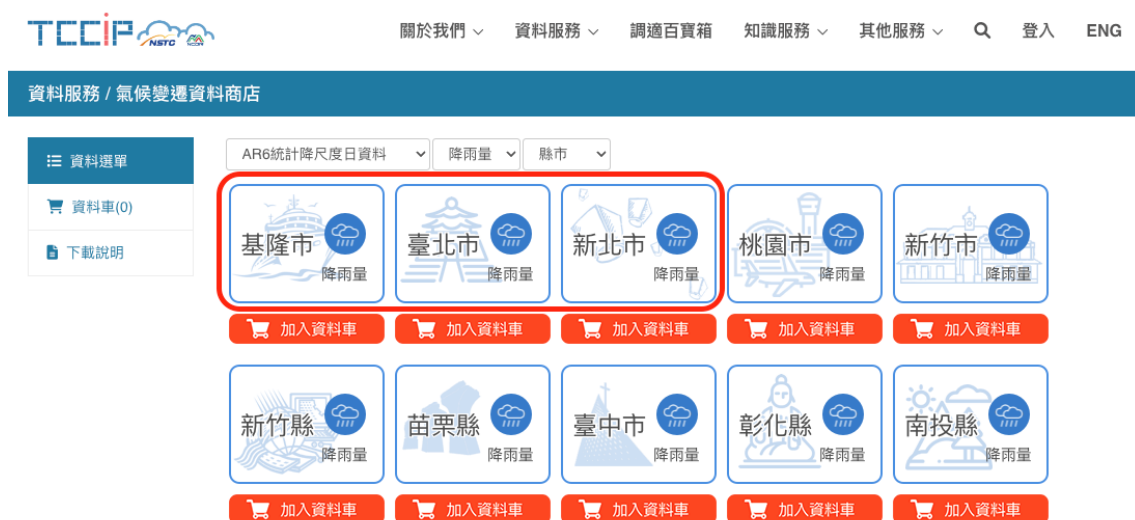 TCCIP NSTC
關於我們 資料服務 調適百寶箱 知識服務 其他服務 登入 ENG
資料服務 / 氣候變遷資料商店
資料選單
資料車(0)
下載說明
AR6統計降尺度日資料 降雨量 縣市
基隆市 臺北市 新北市 桃園市 新竹市
降雨量 降雨量 降雨量 降雨量 降雨量
加入資料車 加入資料車 加入資料車 加入資料車 加入資料車
新竹縣 苗栗縣 臺中市 彰化縣 南投縣
降雨量 降雨量 降雨量 降雨量 降雨量
加入資料車 加入資料車 加入資料車 加入資料車 加入資料車